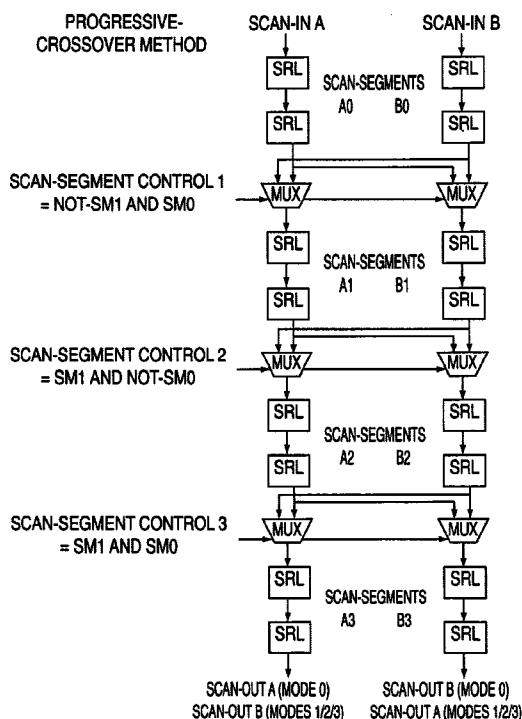 PROGRESSIVE-
CROSSOVER METHOD
SCAN-IN A
SCAN-IN B
SRL
SRL
SCAN-SEGMENTS
A0 B0
SRL
SRL
SCAN-SEGMENT CONTROL 1
= NOT-SM1 AND SM0
MUX
MUX
SRL
SRL
SCAN-SEGMENTS
A1 B1
SRL
SRL
SCAN-SEGMENT CONTROL 2
= SM1 AND NOT-SM0
MUX
MUX
SRL
SRL
SCAN-SEGMENTS
A2 B2
SRL
SRL
SCAN-SEGMENT CONTROL 3
= SM1 AND SM0
MUX
MUX
SRL
SRL
SCAN-SEGMENTS
A3 B3
SRL
SRL
SCAN-OUT A (MODE 0)
SCAN-OUT B (MODES 1/2/3)
SCAN-OUT B (MODE 0)
SCAN-OUT A (MODES 1/2/3)